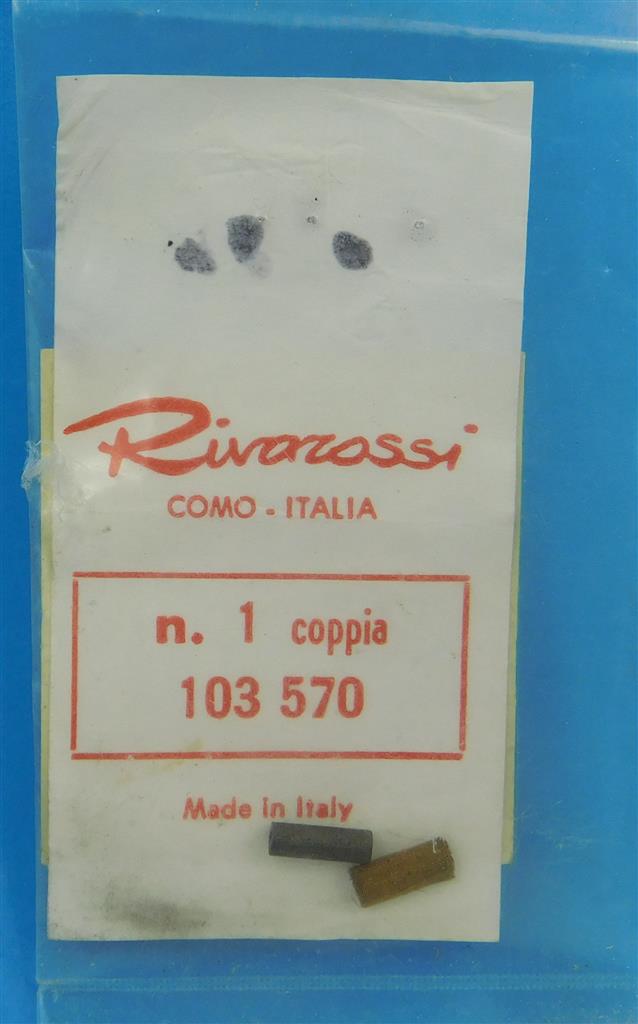 Rivarossi
COMO - ITALIA
n. 1 coppia
103 570
Made in Italy